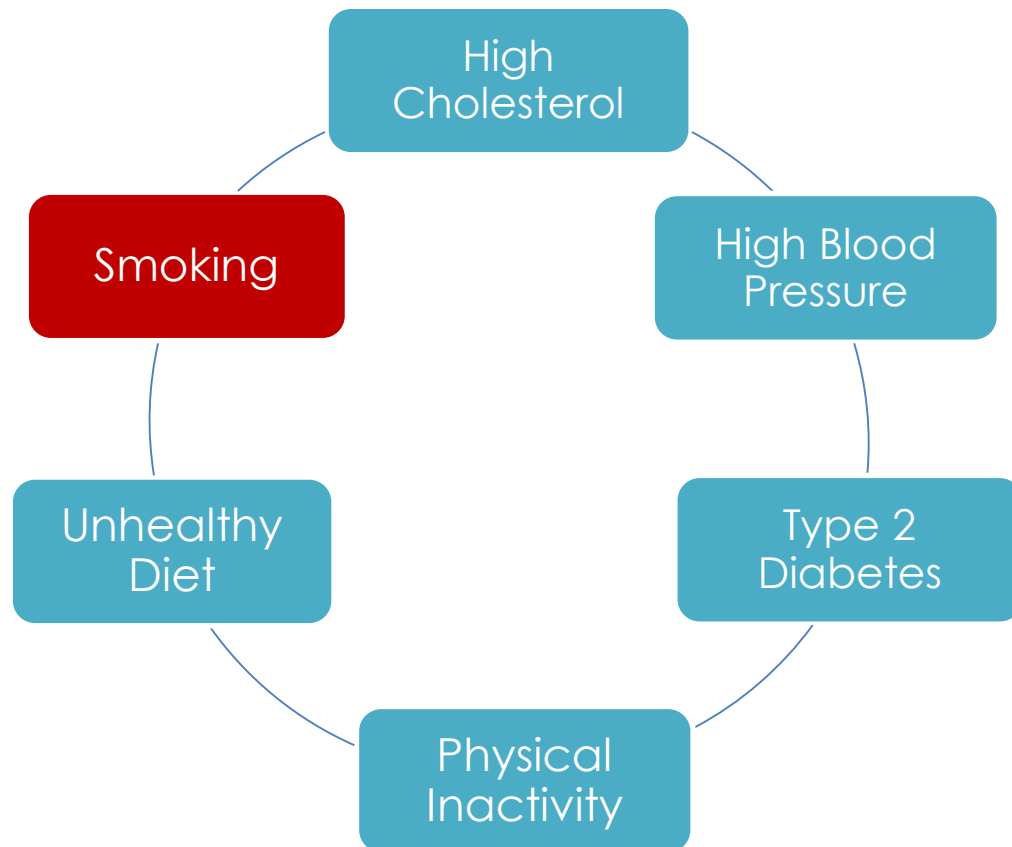 High
Cholesterol
Smoking
High Blood
Pressure
Unhealthy
Diet
Type 2
Diabetes
Physical
Inactivity